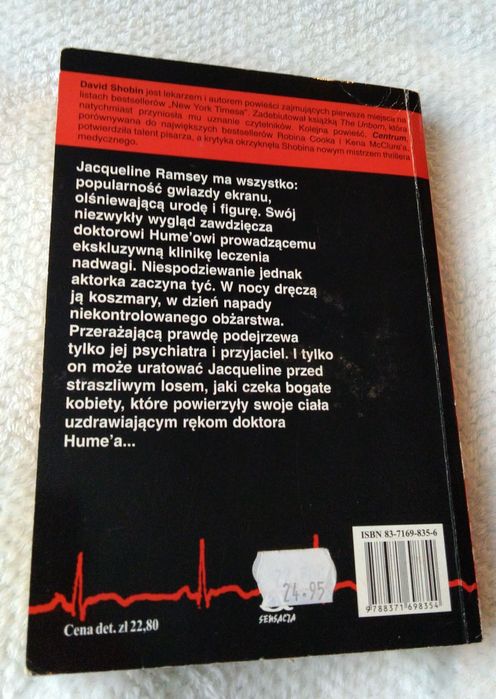 David Shobin jest lekarzem i autorem powieści zajmujących pierwsze miejsca na
listach bestsellerów „New York Timesa”. Zadebiutował książką The Unborn, która
natychmiast przyniosła mu uznanie czytelników. Kolejna powieść, Centrum,
porównywana do największych bestsellerów Robina Cooka i Kena McClure'a,
potwierdziła talent pisarza, a krytyka okrzyknęła Shobina nowym mistrzem thrillera
medycznego.
Jacqueline Ramsey ma wszystko:
popularność gwiazdy ekranu,
olśniewającą urodę i figurę. Swój
niezwykły wygląd zawdzięcza
doktorowi Hume'owi prowadzącemu
ekskluzywną klinikę leczenia
nadwagi. Niespodziewanie jednak
aktorka zaczyna tyć. W nocy dręczą
ją koszmary, w dzień napady
niekontrolowanego obżarstwa.
Przerażającą prawdę podejrzewa
tylko jej psychiatra i przyjaciel. I tylko
on może uratować Jacqueline przed
straszliwym losem, jaki czeka bogate
kobiety, które powierzyły swoje ciała
uzdrawiającym rękom doktora
Hume'a...
ISBN 83-7169-835-6
9 788371 698354
24.95
SENSACJA
Cena det. zł 22,80